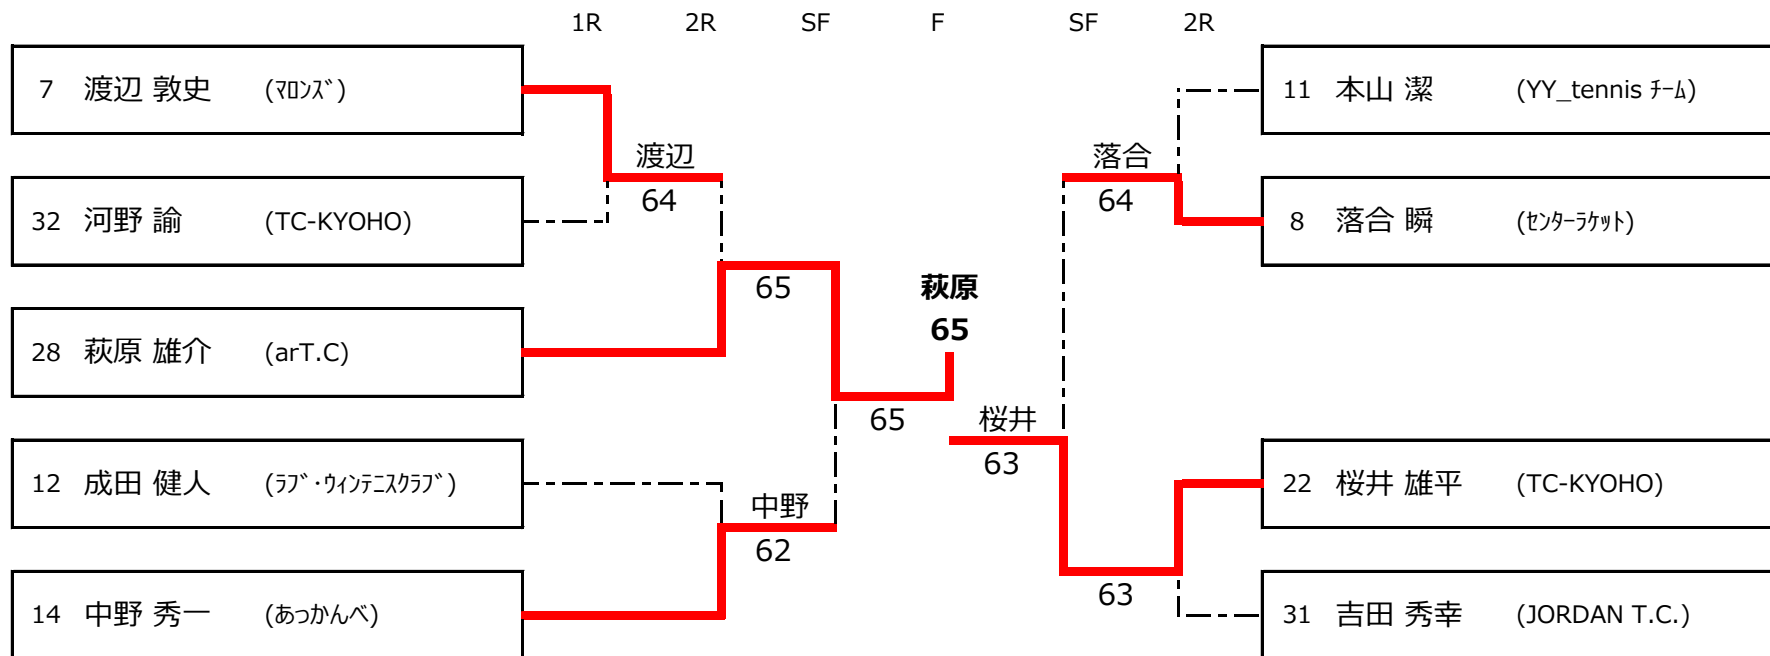 1R 2R SF F SF 2R
7 渡辺 敦史 (ﾏﾛﾝｽﾞ)
11 本山 潔 (YY_tennis ﾁｰﾑ)
渡辺
落合
64
64
32 河野 諭 (TC-KYOHO)
8 落合 瞬 (ｾﾝﾀｰﾗｹｯﾄ)
65
萩原
65
28 萩原 雄介 (arT.C)
65
桜井
63
12 成田 健人 (ﾗﾌﾞ・ｳｨﾝﾃﾆｽｸﾗﾌﾞ)
22 桜井 雄平 (TC-KYOHO)
中野
62
63
14 中野 秀一 (あっかんべ)
31 吉田 秀幸 (JORDAN T.C.)